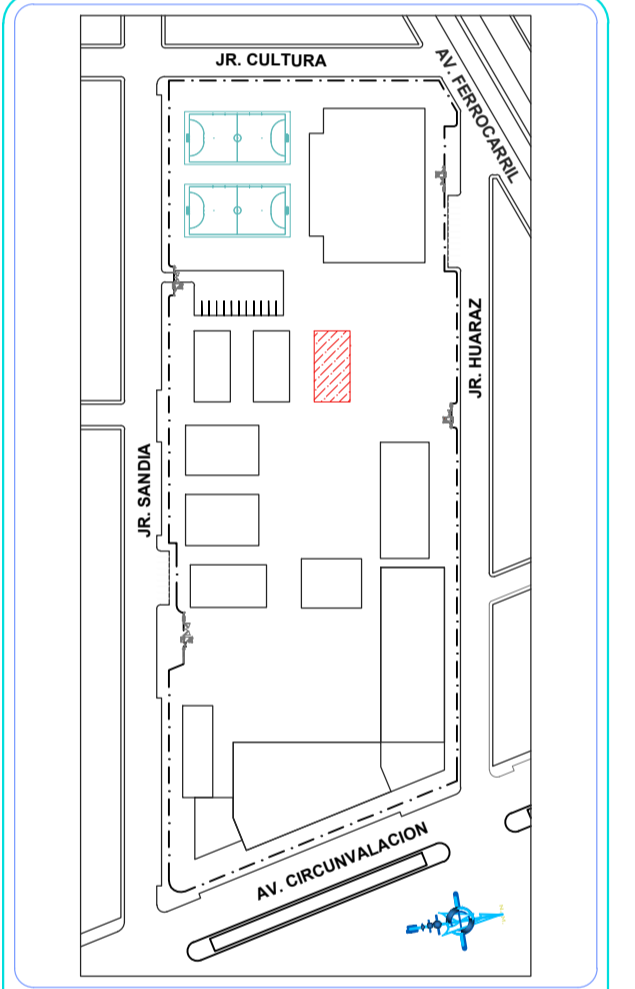 JR. CULTURA
AV. FERROCARRIL
JR. HUARAZ
JR. SANDIA
AV. CIRCUNVALACION